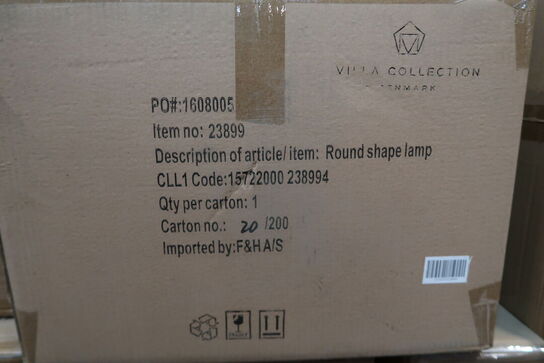 VILLA COLLECTION
DENMARK
PO#:1608005
Item no: 23899
Description of article/ item: Round shape lamp
CLL1 Code:15722000 238994
Qty per carton: 1
Carton no.: 20 /200
Imported by:F&H A/S